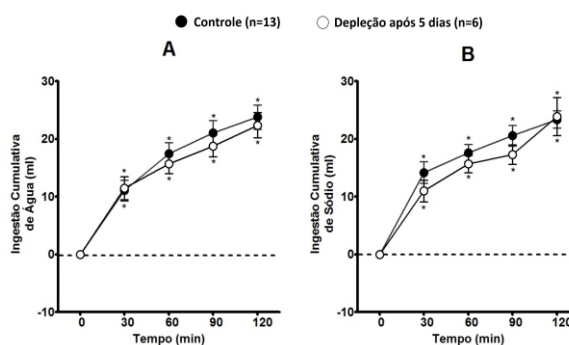 Controle (n=13) Depleção após 5 dias (n=6)
A
B
Ingestão Cumulativa
de Água (ml)
30
20
10
0
-10
0 30 60 90 120
Tempo (min)
* * * *
* * * *
Ingestão Cumulativa
de Sódio (ml)
30
20
10
0
-10
0 30 60 90 120
Tempo (min)
* * * *
* * * *